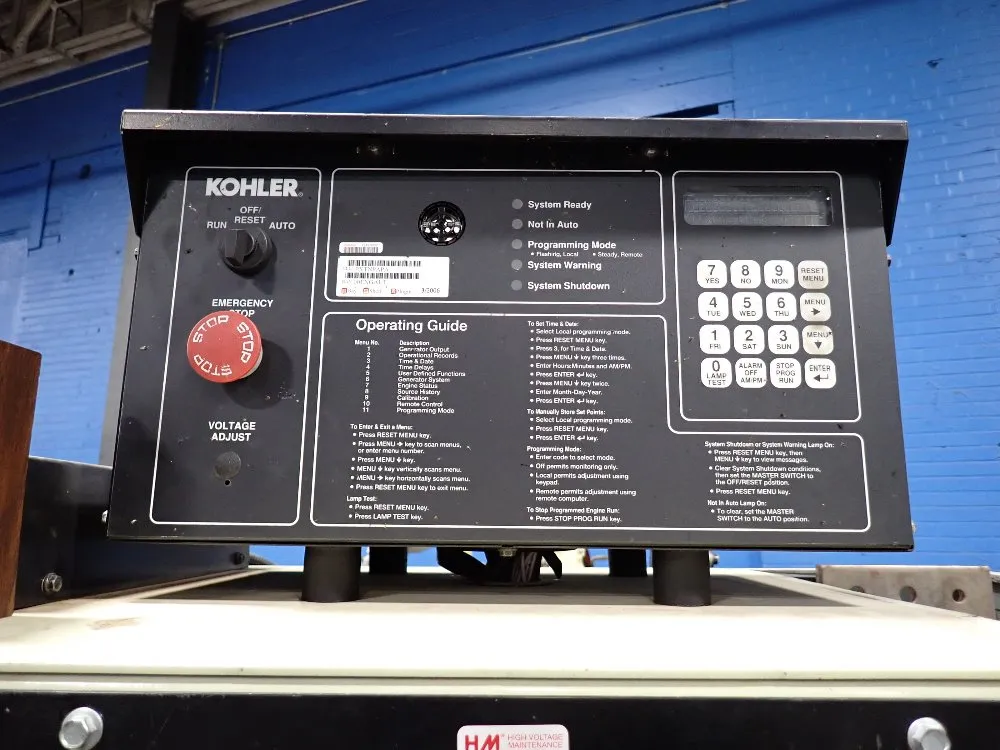 KOHLER®
OFF/
RESET
RUN
AUTO
EMERGENCY
STOP
STOP STOP STOP STOP
VOLTAGE
ADJUST
3/2006
System Ready
Not In Auto
Programming Mode
• Flashing, Local • Steady, Remote
System Warning
System Shutdown
7 YES
8 NO
9 MON
RESET MENU
4 TUE
5 WED
6 THU
MENU →
1 FRI
2 SAT
3 SUN
MENU ▼
0 LAMP TEST
ALARM OFF AM/PM
STOP PROG RUN
ENTER ↵
Operating Guide
Menu No. Description
1 Generator Output
2 Operational Records
3 Time & Date
4 Time Delays
5 User Defined Functions
6 Generator System
7 Engine Status
8 Source History
9 Calibration
10 Remote Control
11 Programming Mode
To Enter & Exit a Menu:
• Press RESET MENU key.
• Press MENU → key to scan menus,
or enter menu number.
• Press MENU ↓ key.
• MENU ↓ key vertically scans menu.
• MENU → key horizontally scans menu.
• Press RESET MENU key to exit menu.
Lamp Test:
• Press RESET MENU key.
• Press LAMP TEST key.
To Set Time & Date:
• Select Local programming mode.
• Press RESET MENU key.
• Press 3, for Time & Date.
• Press MENU ↓ key three times.
• Enter Hours:Minutes and AM/PM.
• Press ENTER ↵ key.
• Press MENU ↓ key twice.
• Enter Month-Day-Year.
• Press ENTER ↵ key.
To Manually Store Set Points:
• Select Local programming mode.
• Press RESET MENU key.
• Press ENTER ↵ key.
Programming Mode:
• Enter code to select mode.
• Off permits monitoring only.
• Local permits adjustment using
keypad.
• Remote permits adjustment using
remote computer.
To Stop Programmed Engine Run:
• Press STOP PROG RUN key.
System Shutdown or System Warning Lamp On:
• Press RESET MENU key, then
MENU ↓ key to view messages.
• Clear System Shutdown conditions,
then set the MASTER SWITCH to
the OFF/RESET position.
• Press RESET MENU key.
Not In Auto Lamp On:
• To clear, set the MASTER
SWITCH to the AUTO position.
HM® HIGH VOLTAGE
MAINTENANCE